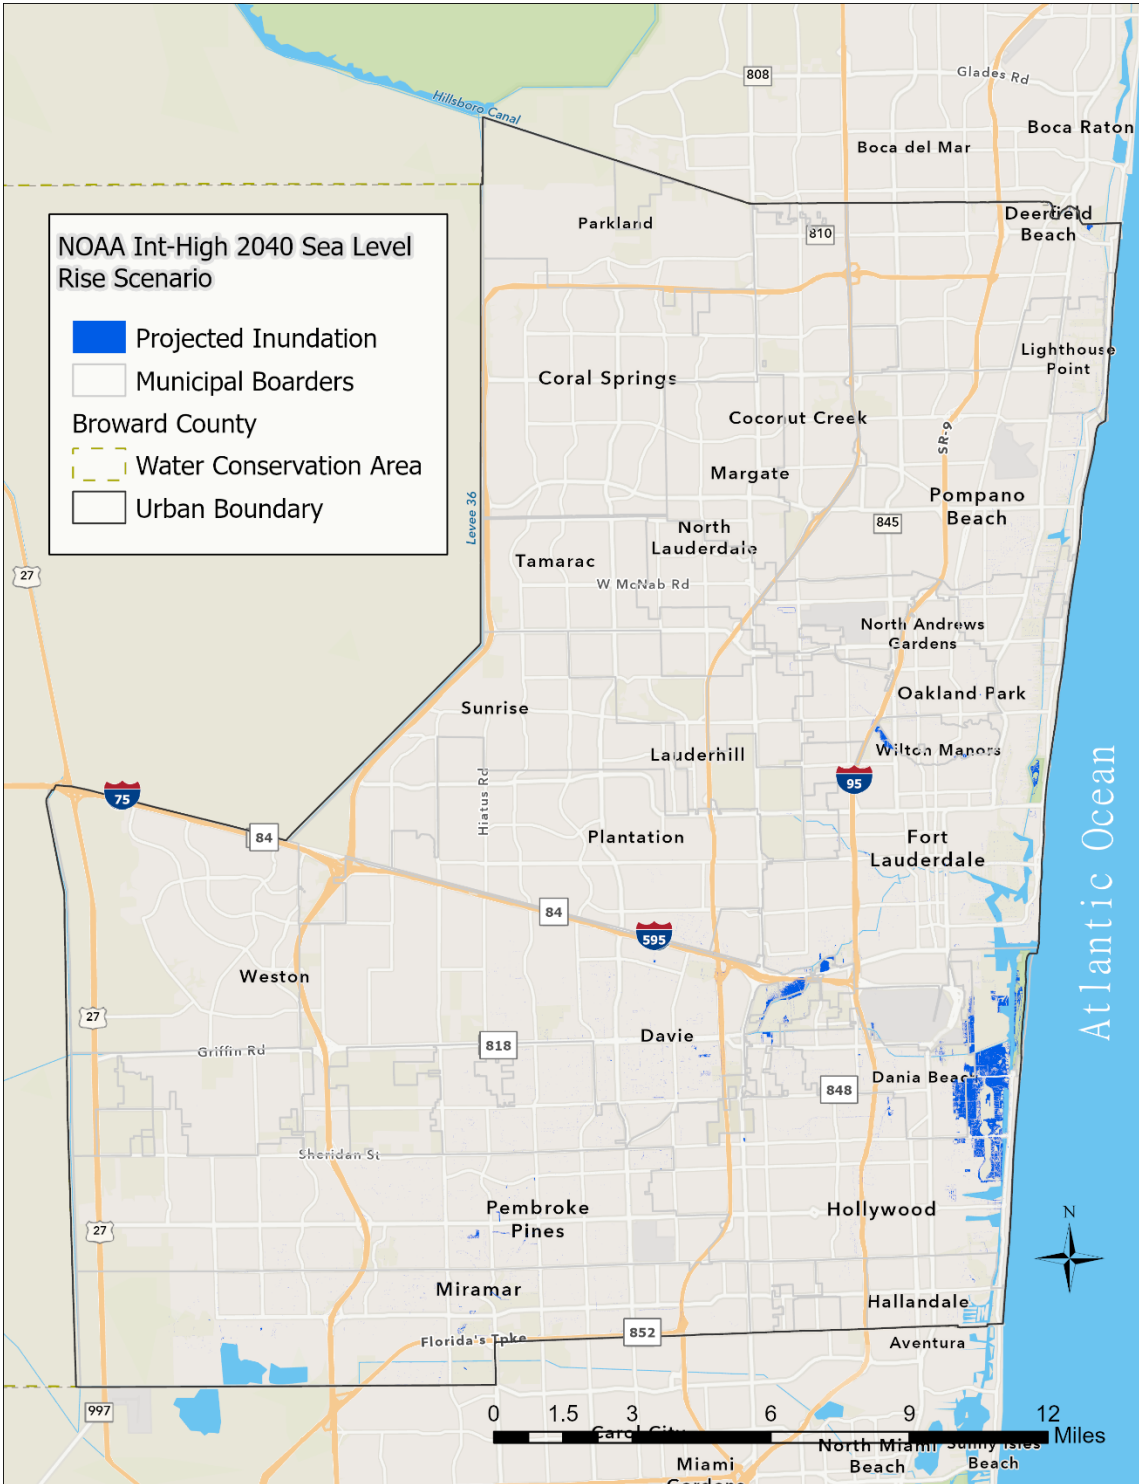 808
Glades Rd
Hillsboro Canal
Boca Raton
Boca del Mar
Deerfield
Beach
Parkland
810
NOAA Int-High 2040 Sea Level
Rise Scenario
Projected Inundation
Municipal Boarders
Broward County
Water Conservation Area
Urban Boundary
Lighthouse
Point
Coral Springs
Coconut Creek
SR-9
Margate
Levee 36
Pompano
Beach
845
North
Lauderdale
Tamarac
W McNab Rd
27
North Andrews
Gardens
Oakland Park
Sunrise
Lauderhill
Wilton Manors
75
95
Hiatus Rd
84
Plantation
Fort
Lauderdale
Atlantic Ocean
84
595
Weston
27
Davie
818
Griffin Rd
Dania Beach
848
Sheridan St
Pembroke
Pines
Hollywood
27
N
Miramar
Hallandale
Florida's Tpke
852
Aventura
997
0 1.5 3 6 9 12
Miles
Carol City
North Miami
Beach
Sunny Isles
Beach
Miami
Gardens